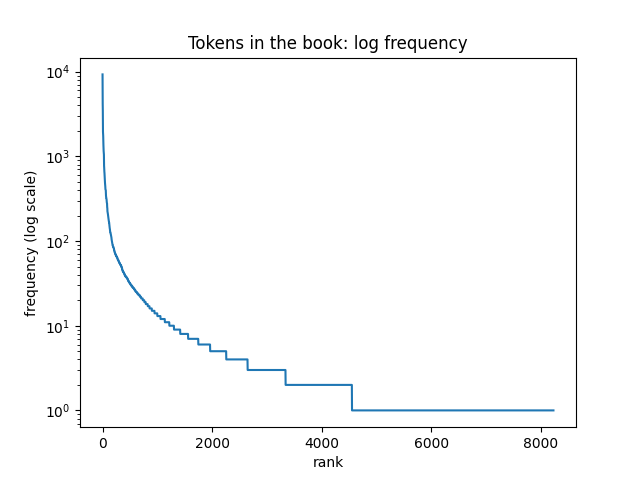 Tokens in the book: log frequency
10⁴
10³
10²
10¹
10⁰
frequency (log scale)
0 2000 4000 6000 8000
rank